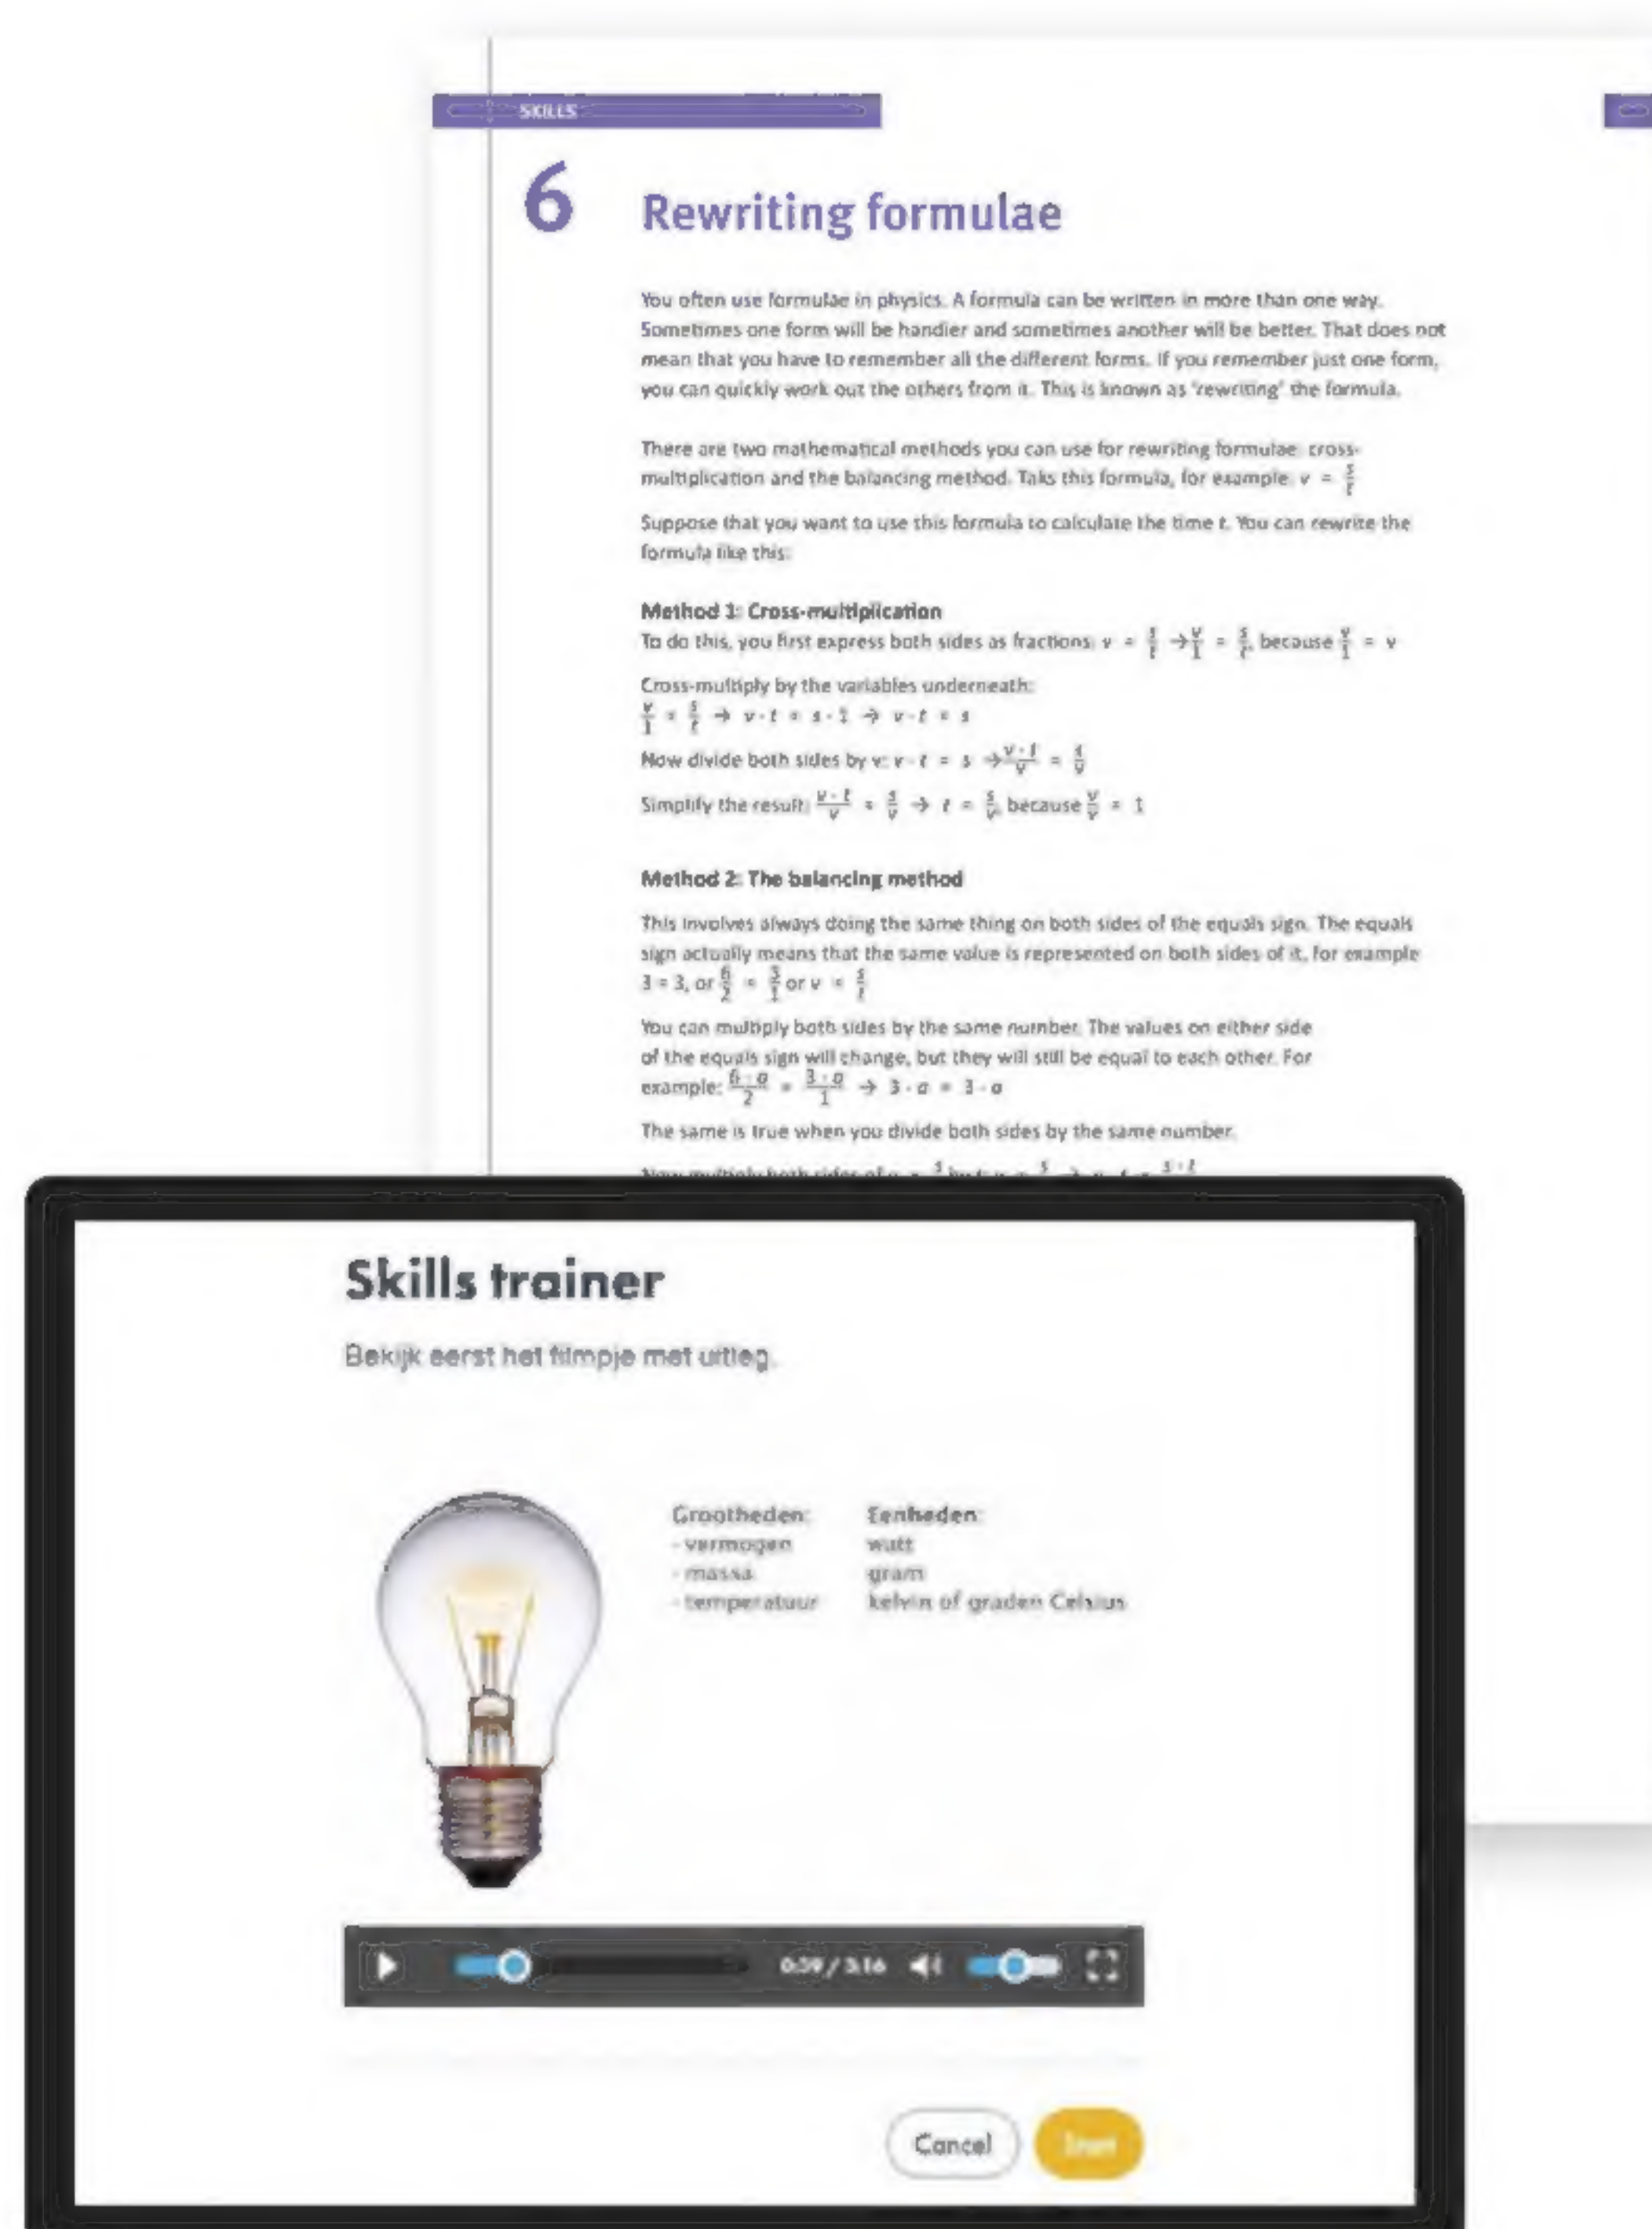 SKILLS
6 Rewriting formulae
You often use formulae in physics. A formula can be written in more than one way.
Sometimes one form will be handier and sometimes another will be better. That does not
mean that you have to remember all the different forms. If you remember just one form,
you can quickly work out the others from it. This is known as 'rewriting' the formula.
There are two mathematical methods you can use for rewriting formulae: cross-
multiplication and the balancing method. Take this formula, for example: v = s/t
Suppose that you want to use this formula to calculate the time t. You can rewrite the
formula like this:
Method 1: Cross-multiplication
To do this, you first express both sides as fractions: v = s/t → v/1 = s/t, because v/1 = v
Cross-multiply by the variables underneath:
v/1 = s/t → v · t = s · 1 → v · t = s
Now divide both sides by v: v · t = s → v · t/v = s/v
Simplify the result: v · t/v = s/v → t = s/v, because v/v = 1
Method 2: The balancing method
This involves always doing the same thing on both sides of the equals sign. The equals
sign actually means that the same value is represented on both sides of it, for example
3 = 3, or 6/2 = 3/1 or v = s/t
You can multiply both sides by the same number. The values on either side
of the equals sign will change, but they will still be equal to each other. For
example: 6 · a/2 = 3 · a/1 → 3 · a = 3 · a
The same is true when you divide both sides by the same number.
Now multiply both sides of v = s/t by t: v = s/t → v · t = s · t
Skills trainer
Bekijk eerst het filmpje met uitleg.
Grootheden: Eenheden:
- vermogen watt
- massa gram
- temperatuur kelvin of graden Celsius
0:39 / 3:16
Cancel